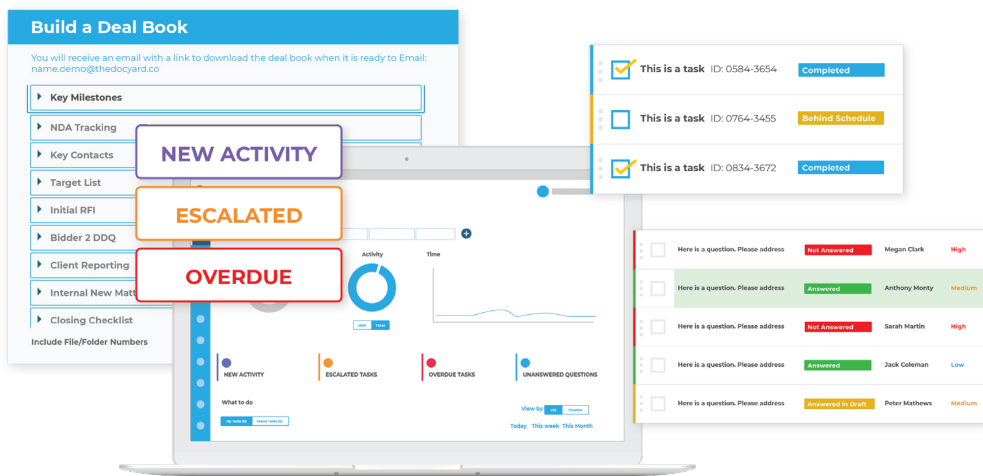 Build a Deal Book
You will receive an email with a link to download the deal book when it is ready to Email:
name.demo@thedocyard.co
Key Milestones
NDA Tracking
Key Contacts
Target List
Initial RFI
Bidder 2 DDQ
Client Reporting
Internal New Matt
Closing Checklist
Include File/Folder Numbers
NEW ACTIVITY
ESCALATED
OVERDUE
Activity
Time
USER TEAM
NEW ACTIVITY
ESCALATED TASKS
OVERDUE TASKS
UNANSWERED QUESTIONS
What to do
View by List Timeline
Today This week This Month
This is a task ID: 0584-3654 Completed
This is a task ID: 0764-3455 Behind Schedule
This is a task ID: 0834-3672 Completed
Here is a question. Please address Not Answered Megan Clark High
Here is a question. Please address Answered Anthony Monty Medium
Here is a question. Please address Not Answered Sarah Martin High
Here is a question. Please address Answered Jack Coleman Low
Here is a question. Please address Answered in Draft Peter Mathews Medium